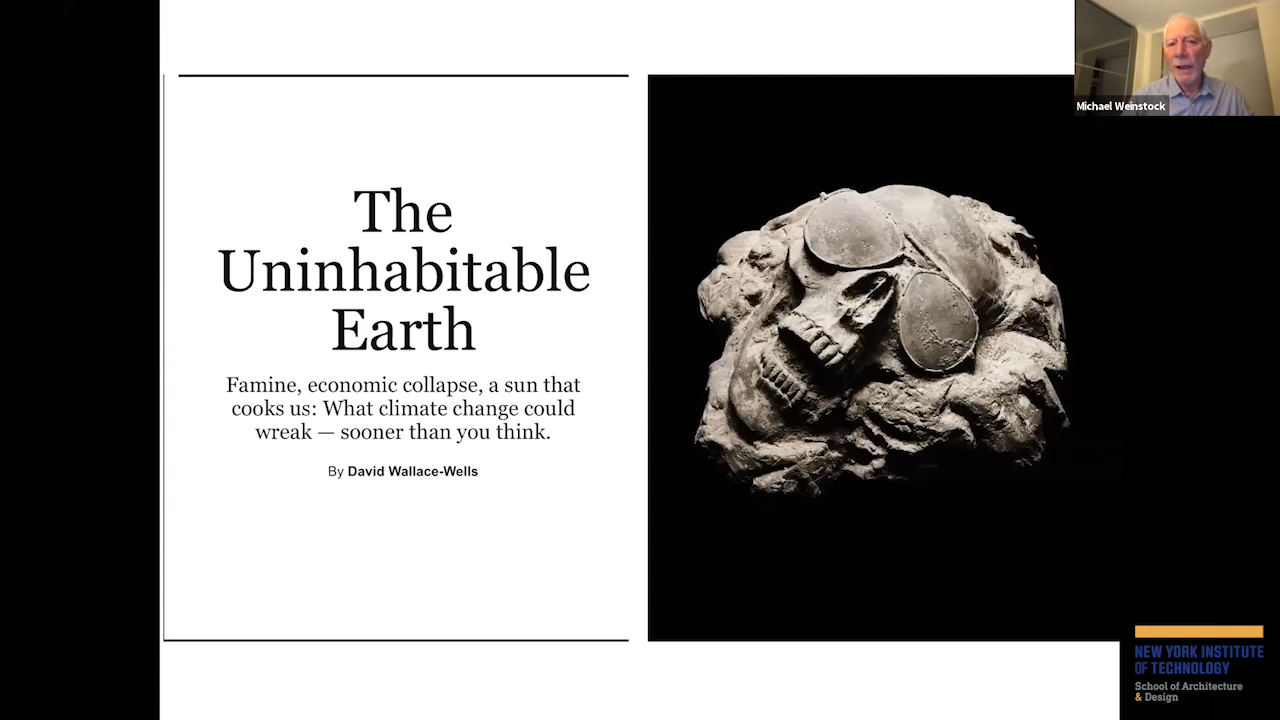 Michael Weinstock
The
Uninhabitable
Earth
Famine, economic collapse, a sun that
cooks us: What climate change could
wreak — sooner than you think.
By David Wallace-Wells
NEW YORK INSTITUTE
OF TECHNOLOGY
School of Architecture
& Design